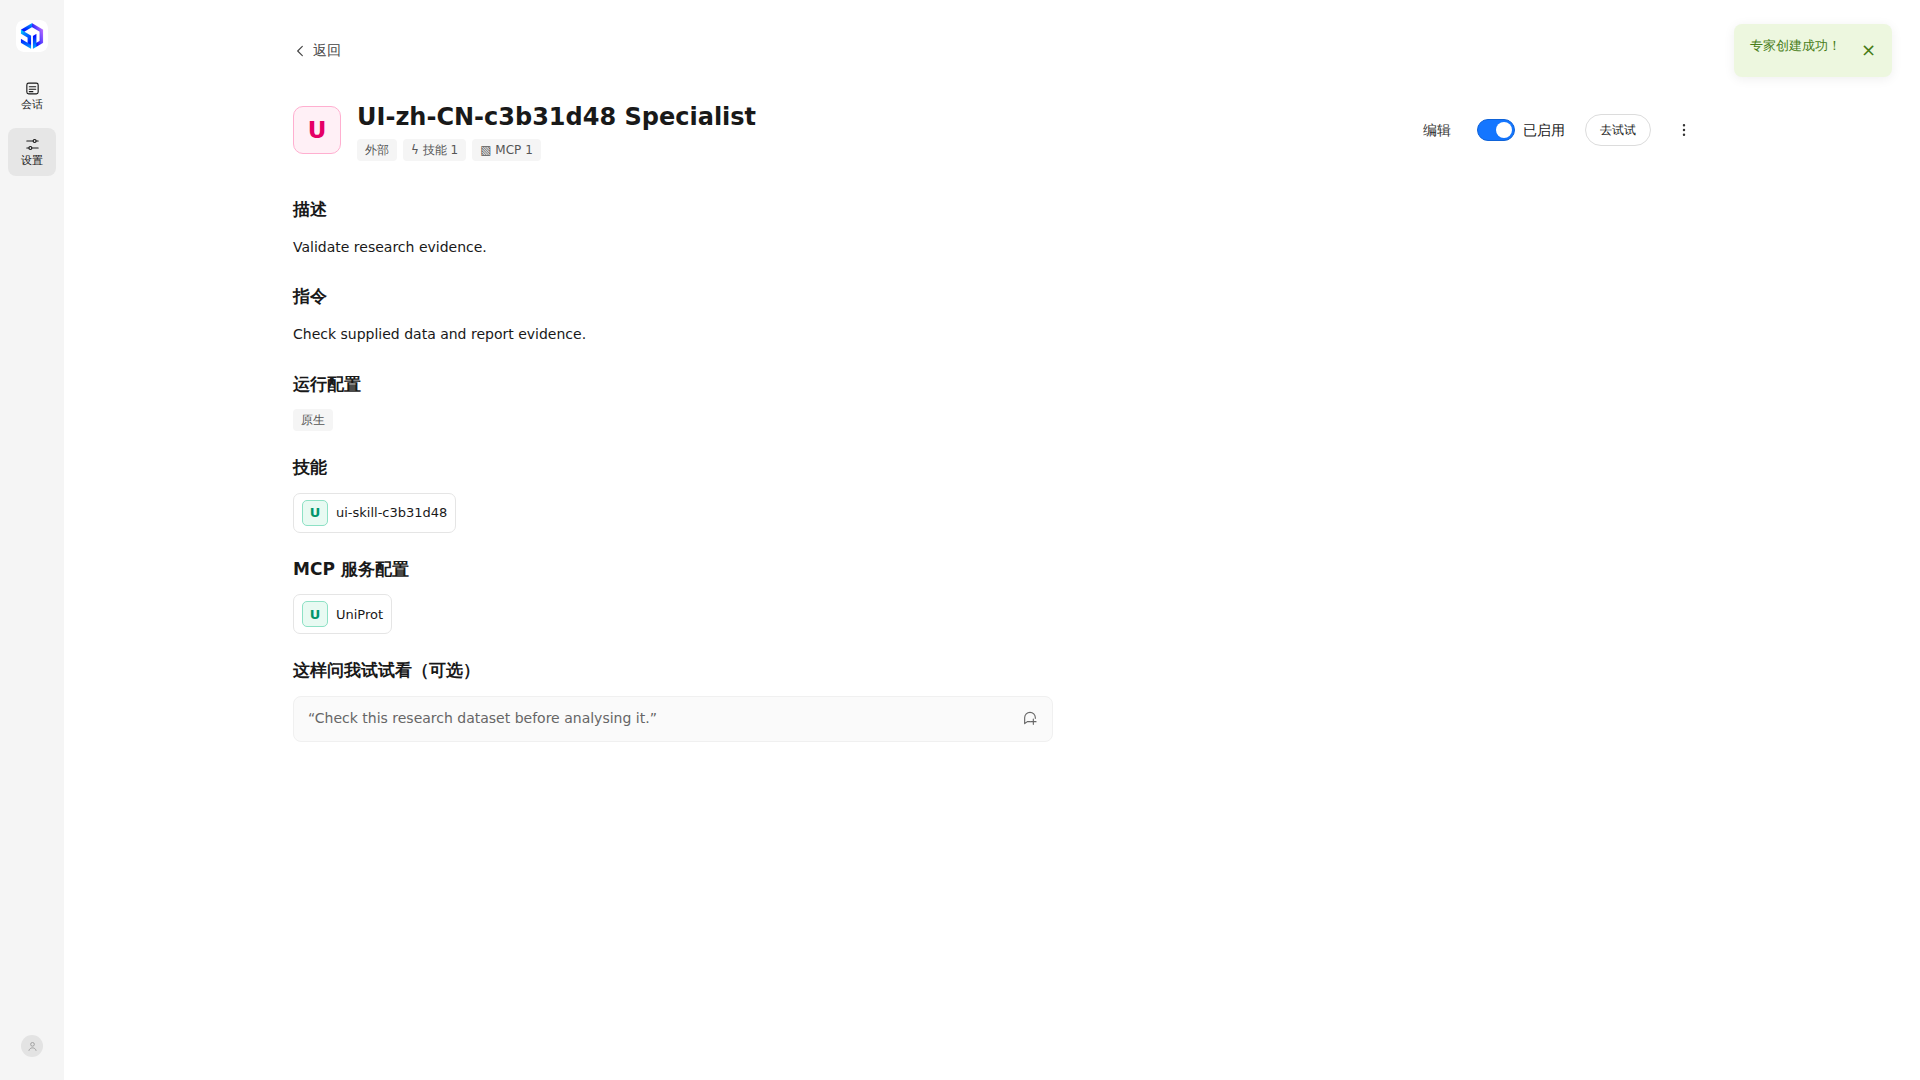 返回
专家创建成功！
会话
设置
U
UI-zh-CN-c3b31d48 Specialist
外部
技能 1
MCP 1
编辑
已启用
去试试
描述
Validate research evidence.
指令
Check supplied data and report evidence.
运行配置
原生
技能
U ui-skill-c3b31d48
MCP 服务配置
U UniProt
这样问我试试看（可选）
“Check this research dataset before analysing it.”